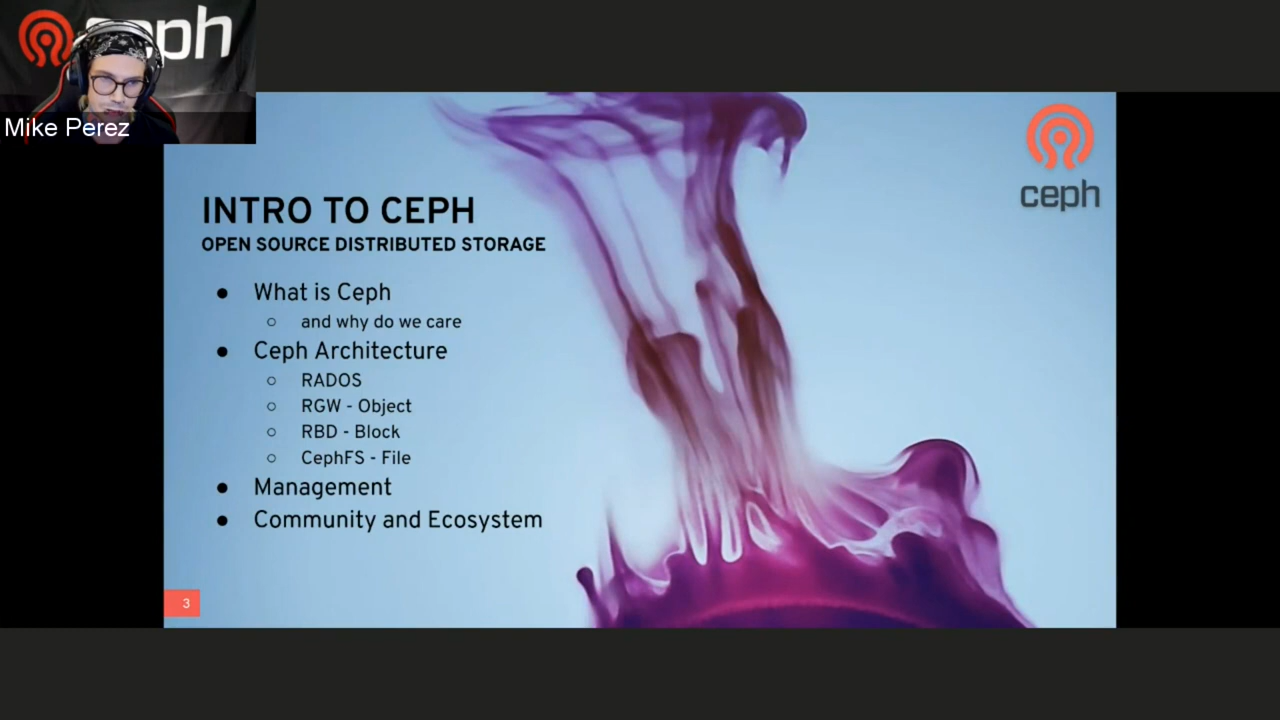 ceph
Mike Perez
ceph
INTRO TO CEPH
OPEN SOURCE DISTRIBUTED STORAGE
● What is Ceph
○ and why do we care
● Ceph Architecture
○ RADOS
○ RGW - Object
○ RBD - Block
○ CephFS - File
● Management
● Community and Ecosystem
3